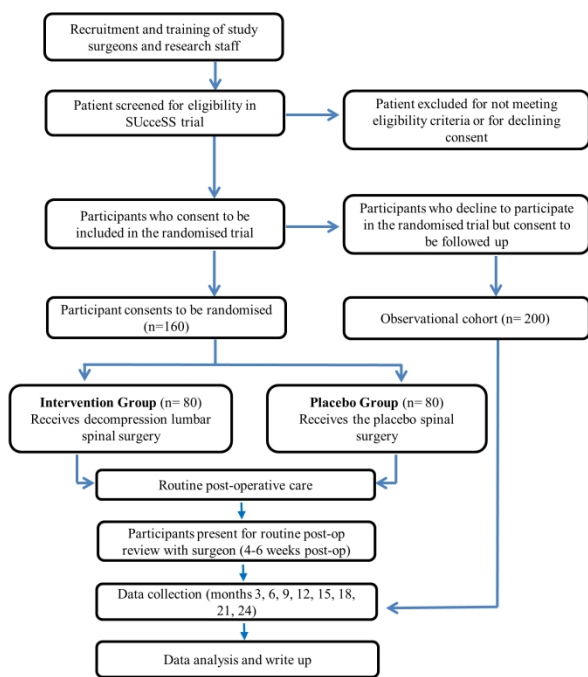 Recruitment and training of study
surgeons and research staff
Patient screened for eligibility in
SUcceSS trial
Patient excluded for not meeting
eligibility criteria or for declining
consent
Participants who consent to be
included in the randomised trial
Participants who decline to participate
in the randomised trial but consent to
be followed up
Participant consents to be randomised
(n=160)
Observational cohort (n= 200)
Intervention Group (n= 80)
Receives decompression lumbar
spinal surgery
Placebo Group (n= 80)
Receives the placebo spinal
surgery
Routine post-operative care
Participants present for routine post-op
review with surgeon (4-6 weeks post-op)
Data collection (months 3, 6, 9, 12, 15, 18,
21, 24)
Data analysis and write up